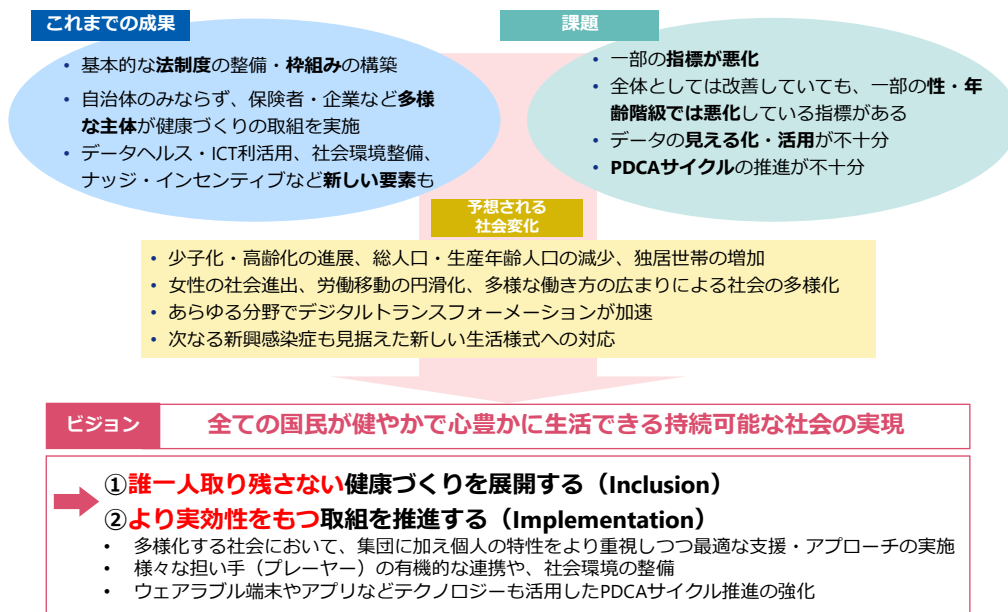 これまでの成果
• 基本的な法制度の整備・枠組みの構築
• 自治体のみならず、保険者・企業など多様
な主体が健康づくりの取組を実施
• データヘルス・ICT利活用、社会環境整備、
ナッジ・インセンティブなど新しい要素も
課題
• 一部の指標が悪化
• 全体としては改善していても、一部の性・年
齢階級では悪化している指標がある
• データの見える化・活用が不十分
• PDCAサイクルの推進が不十分
予想される
社会変化
• 少子化・高齢化の進展、総人口・生産年齢人口の減少、独居世帯の増加
• 女性の社会進出、労働移動の円滑化、多様な働き方の広まりによる社会の多様化
• あらゆる分野でデジタルトランスフォーメーションが加速
• 次なる新興感染症も見据えた新しい生活様式への対応
ビジョン
全ての国民が健やかで心豊かに生活できる持続可能な社会の実現
①誰一人取り残さない健康づくりを展開する（Inclusion）
②より実効性をもつ取組を推進する（Implementation）
• 多様化する社会において、集団に加え個人の特性をより重視しつつ最適な支援・アプローチの実施
• 様々な担い手（プレーヤー）の有機的な連携や、社会環境の整備
• ウェアラブル端末やアプリなどテクノロジーも活用したPDCAサイクル推進の強化